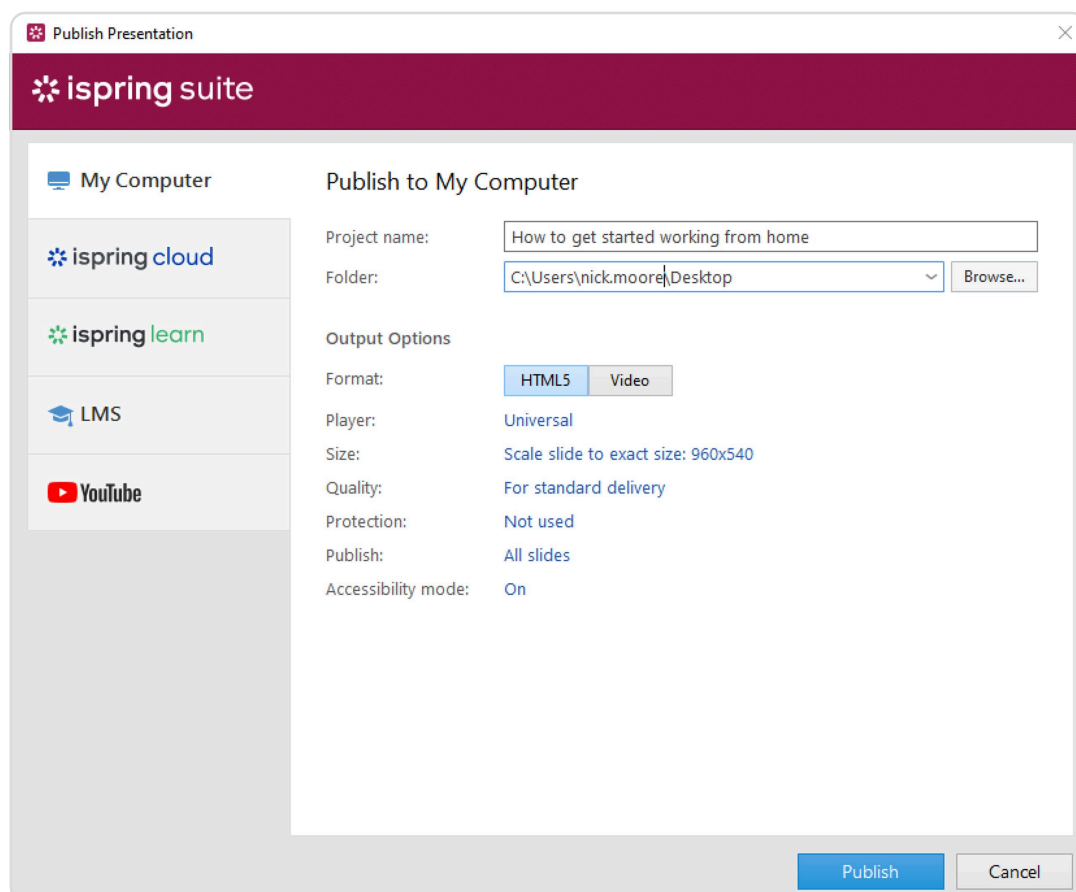 Publish Presentation
ispring suite
My Computer
ispring cloud
ispring learn
LMS
YouTube
Publish to My Computer
Project name: How to get started working from home
Folder: C:\Users\nick.moore\Desktop Browse...
Output Options
Format: HTML5 Video
Player: Universal
Size: Scale slide to exact size: 960x540
Quality: For standard delivery
Protection: Not used
Publish: All slides
Accessibility mode: On
Publish Cancel